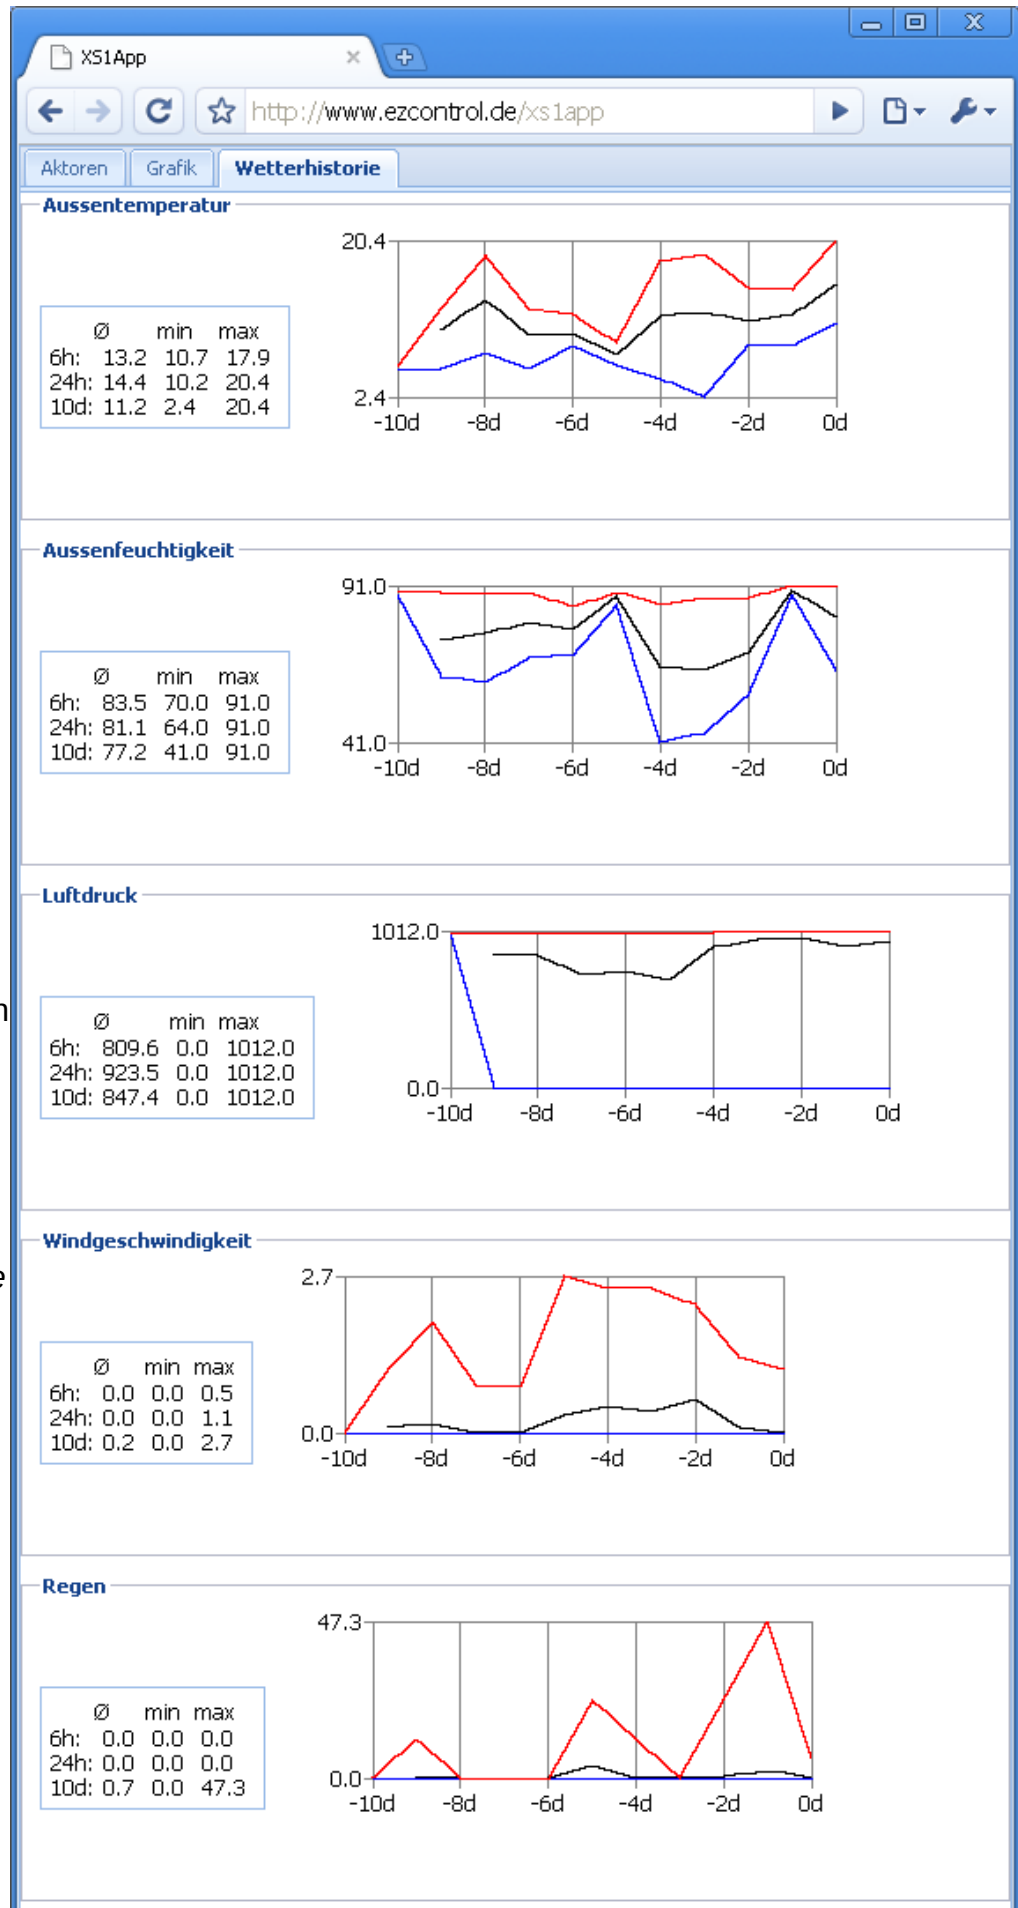 XS1App
http://www.ezcontrol.de/xs1app
Aktoren Grafik Wetterhistorie
Aussentemperatur
20.4
Ø min max
6h: 13.2 10.7 17.9
24h: 14.4 10.2 20.4
10d: 11.2 2.4 20.4
2.4
-10d -8d -6d -4d -2d 0d
Aussenfeuchtigkeit
91.0
Ø min max
6h: 83.5 70.0 91.0
24h: 81.1 64.0 91.0
10d: 77.2 41.0 91.0
41.0
-10d -8d -6d -4d -2d 0d
Luftdruck
1012.0
n
Ø min max
6h: 809.6 0.0 1012.0
24h: 923.5 0.0 1012.0
10d: 847.4 0.0 1012.0
0.0
-10d -8d -6d -4d -2d 0d
Windgeschwindigkeit
2.7
e
Ø min max
6h: 0.0 0.0 0.5
24h: 0.0 0.0 1.1
10d: 0.2 0.0 2.7
0.0
-10d -8d -6d -4d -2d 0d
Regen
47.3
Ø min max
6h: 0.0 0.0 0.0
24h: 0.0 0.0 0.0
10d: 0.7 0.0 47.3
0.0
-10d -8d -6d -4d -2d 0d